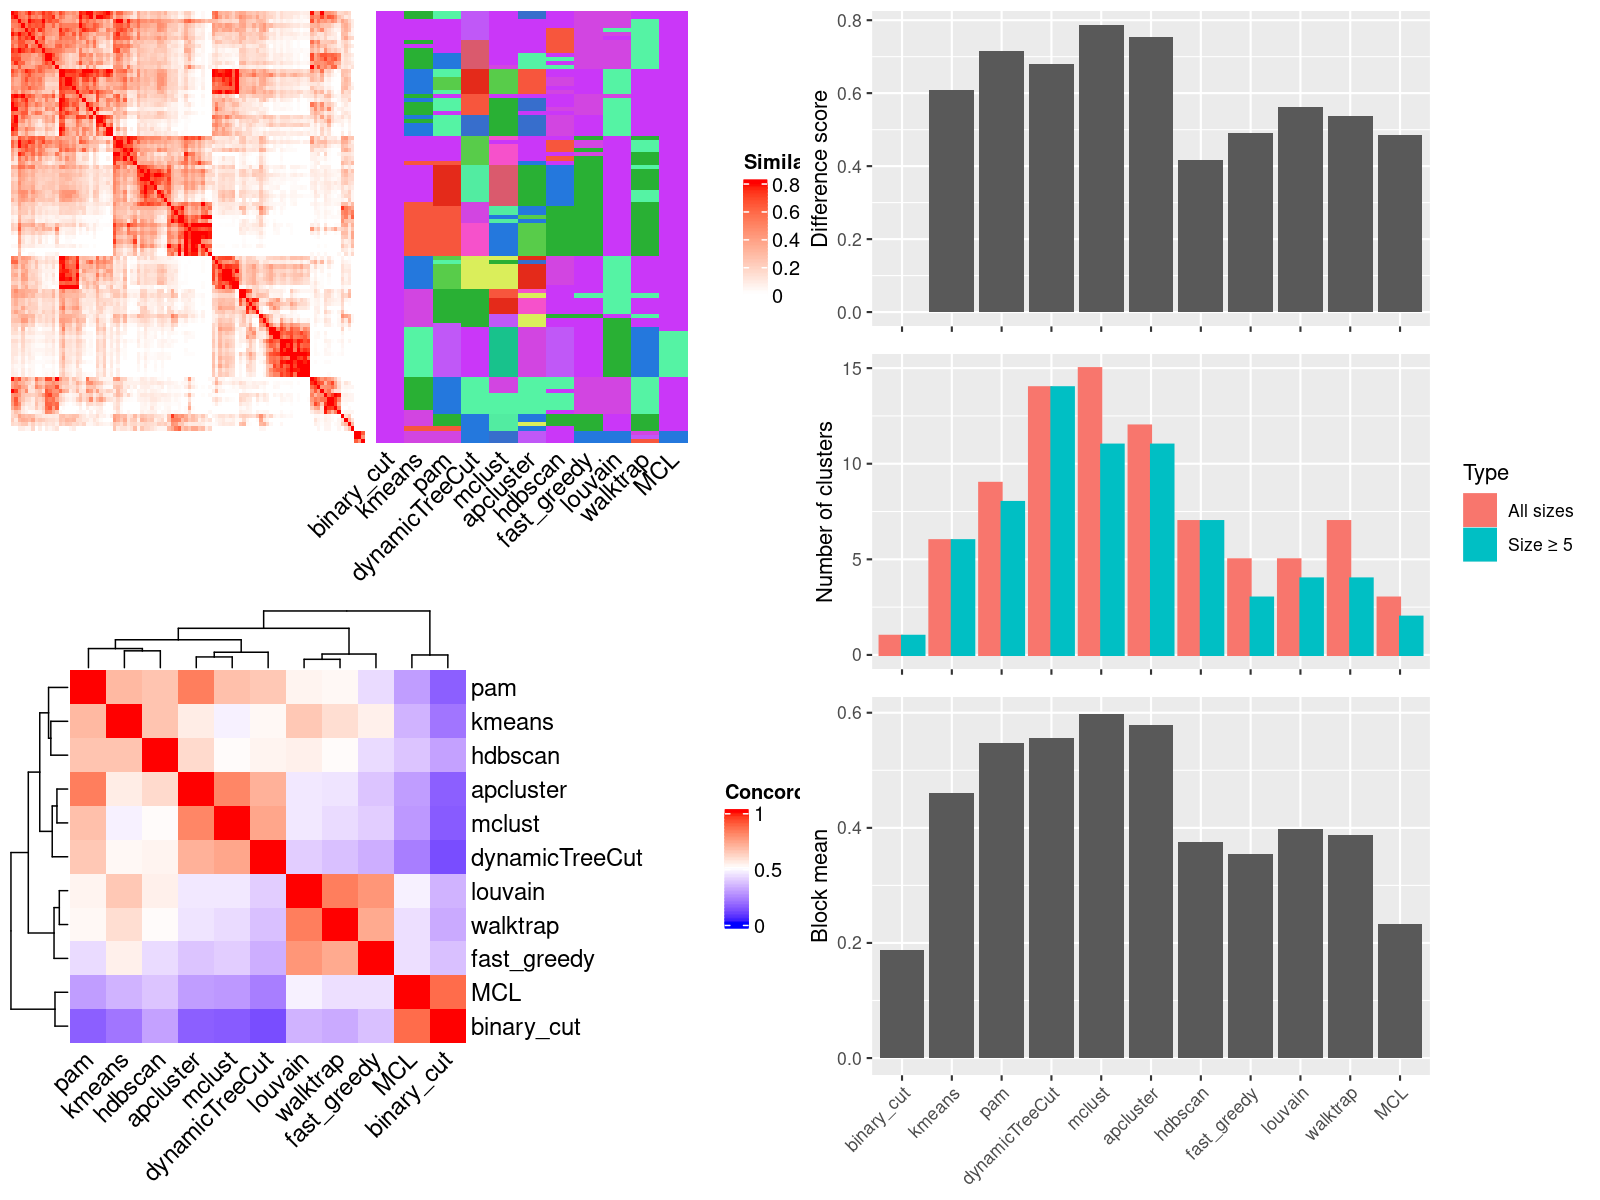 Simila
0.8
0.6
0.4
0.2
0
binary_cut
kmeans
pam
dynamicTreeCut
mclust
apcluster
hdbscan
fast_greedy
louvain
walktrap
MCL
pam
kmeans
hdbscan
apcluster
mclust
dynamicTreeCut
louvain
walktrap
fast_greedy
MCL
binary_cut
pam
kmeans
hdbscan
apcluster
mclust
dynamicTreeCut
louvain
walktrap
fast_greedy
MCL
binary_cut
Concord
1
0.5
0
Difference score
0.8
0.6
0.4
0.2
0.0
Number of clusters
15
10
5
0
Type
All sizes
Size ≥ 5
Block mean
0.6
0.4
0.2
0.0
binary_cut
kmeans
pam
dynamicTreeCut
mclust
apcluster
hdbscan
fast_greedy
louvain
walktrap
MCL